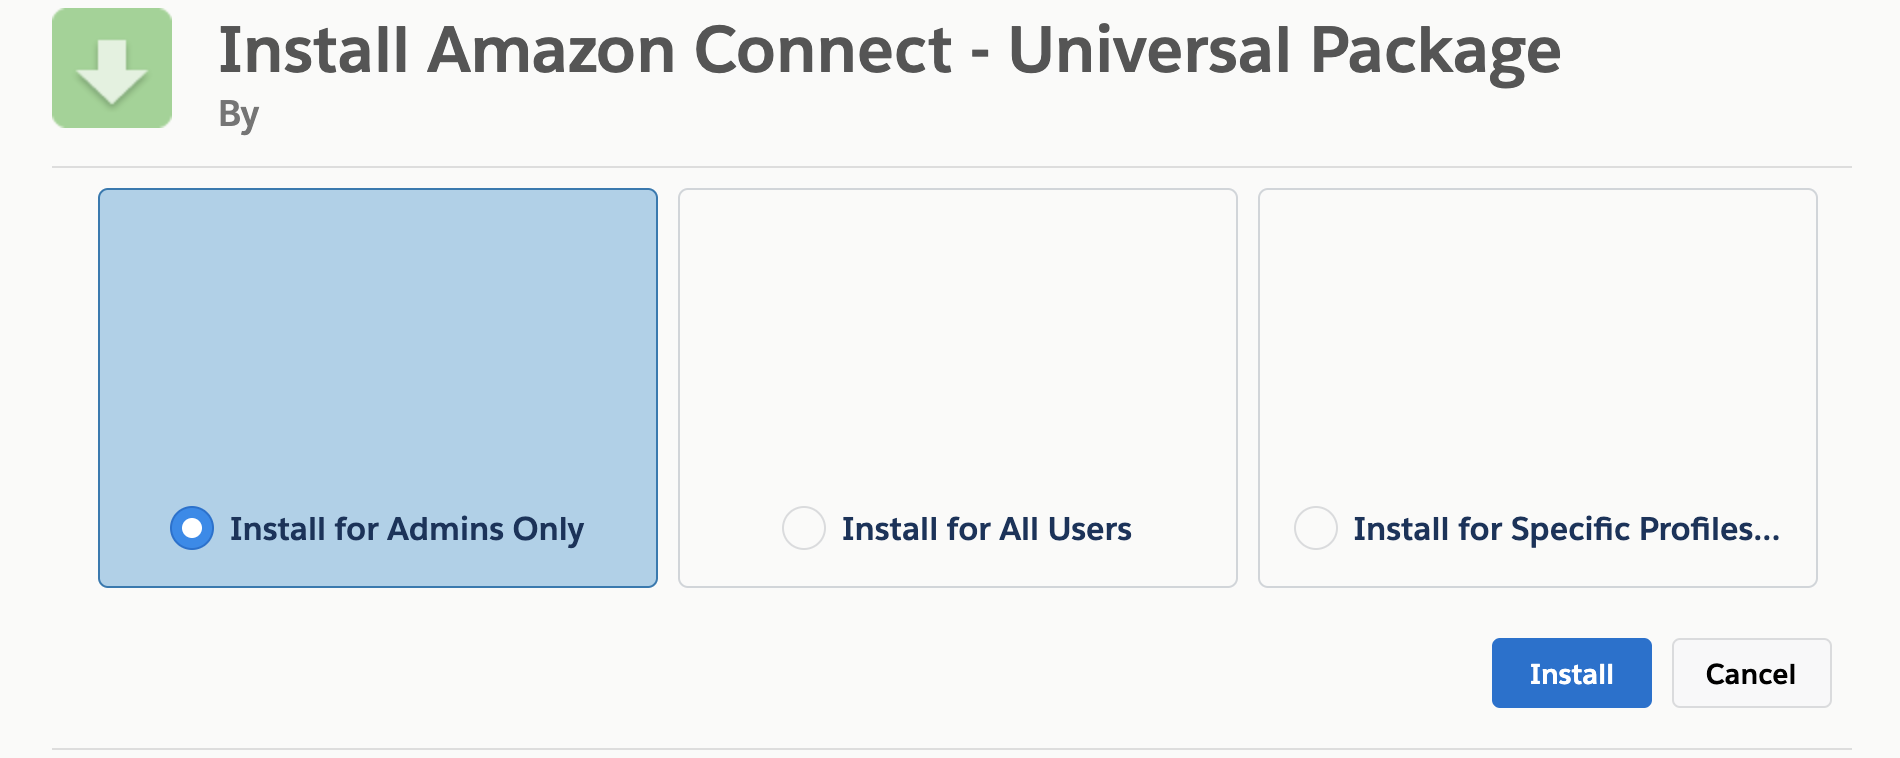 Install Amazon Connect - Universal Package
By
Install for Admins Only
Install for All Users
Install for Specific Profiles...
Install
Cancel